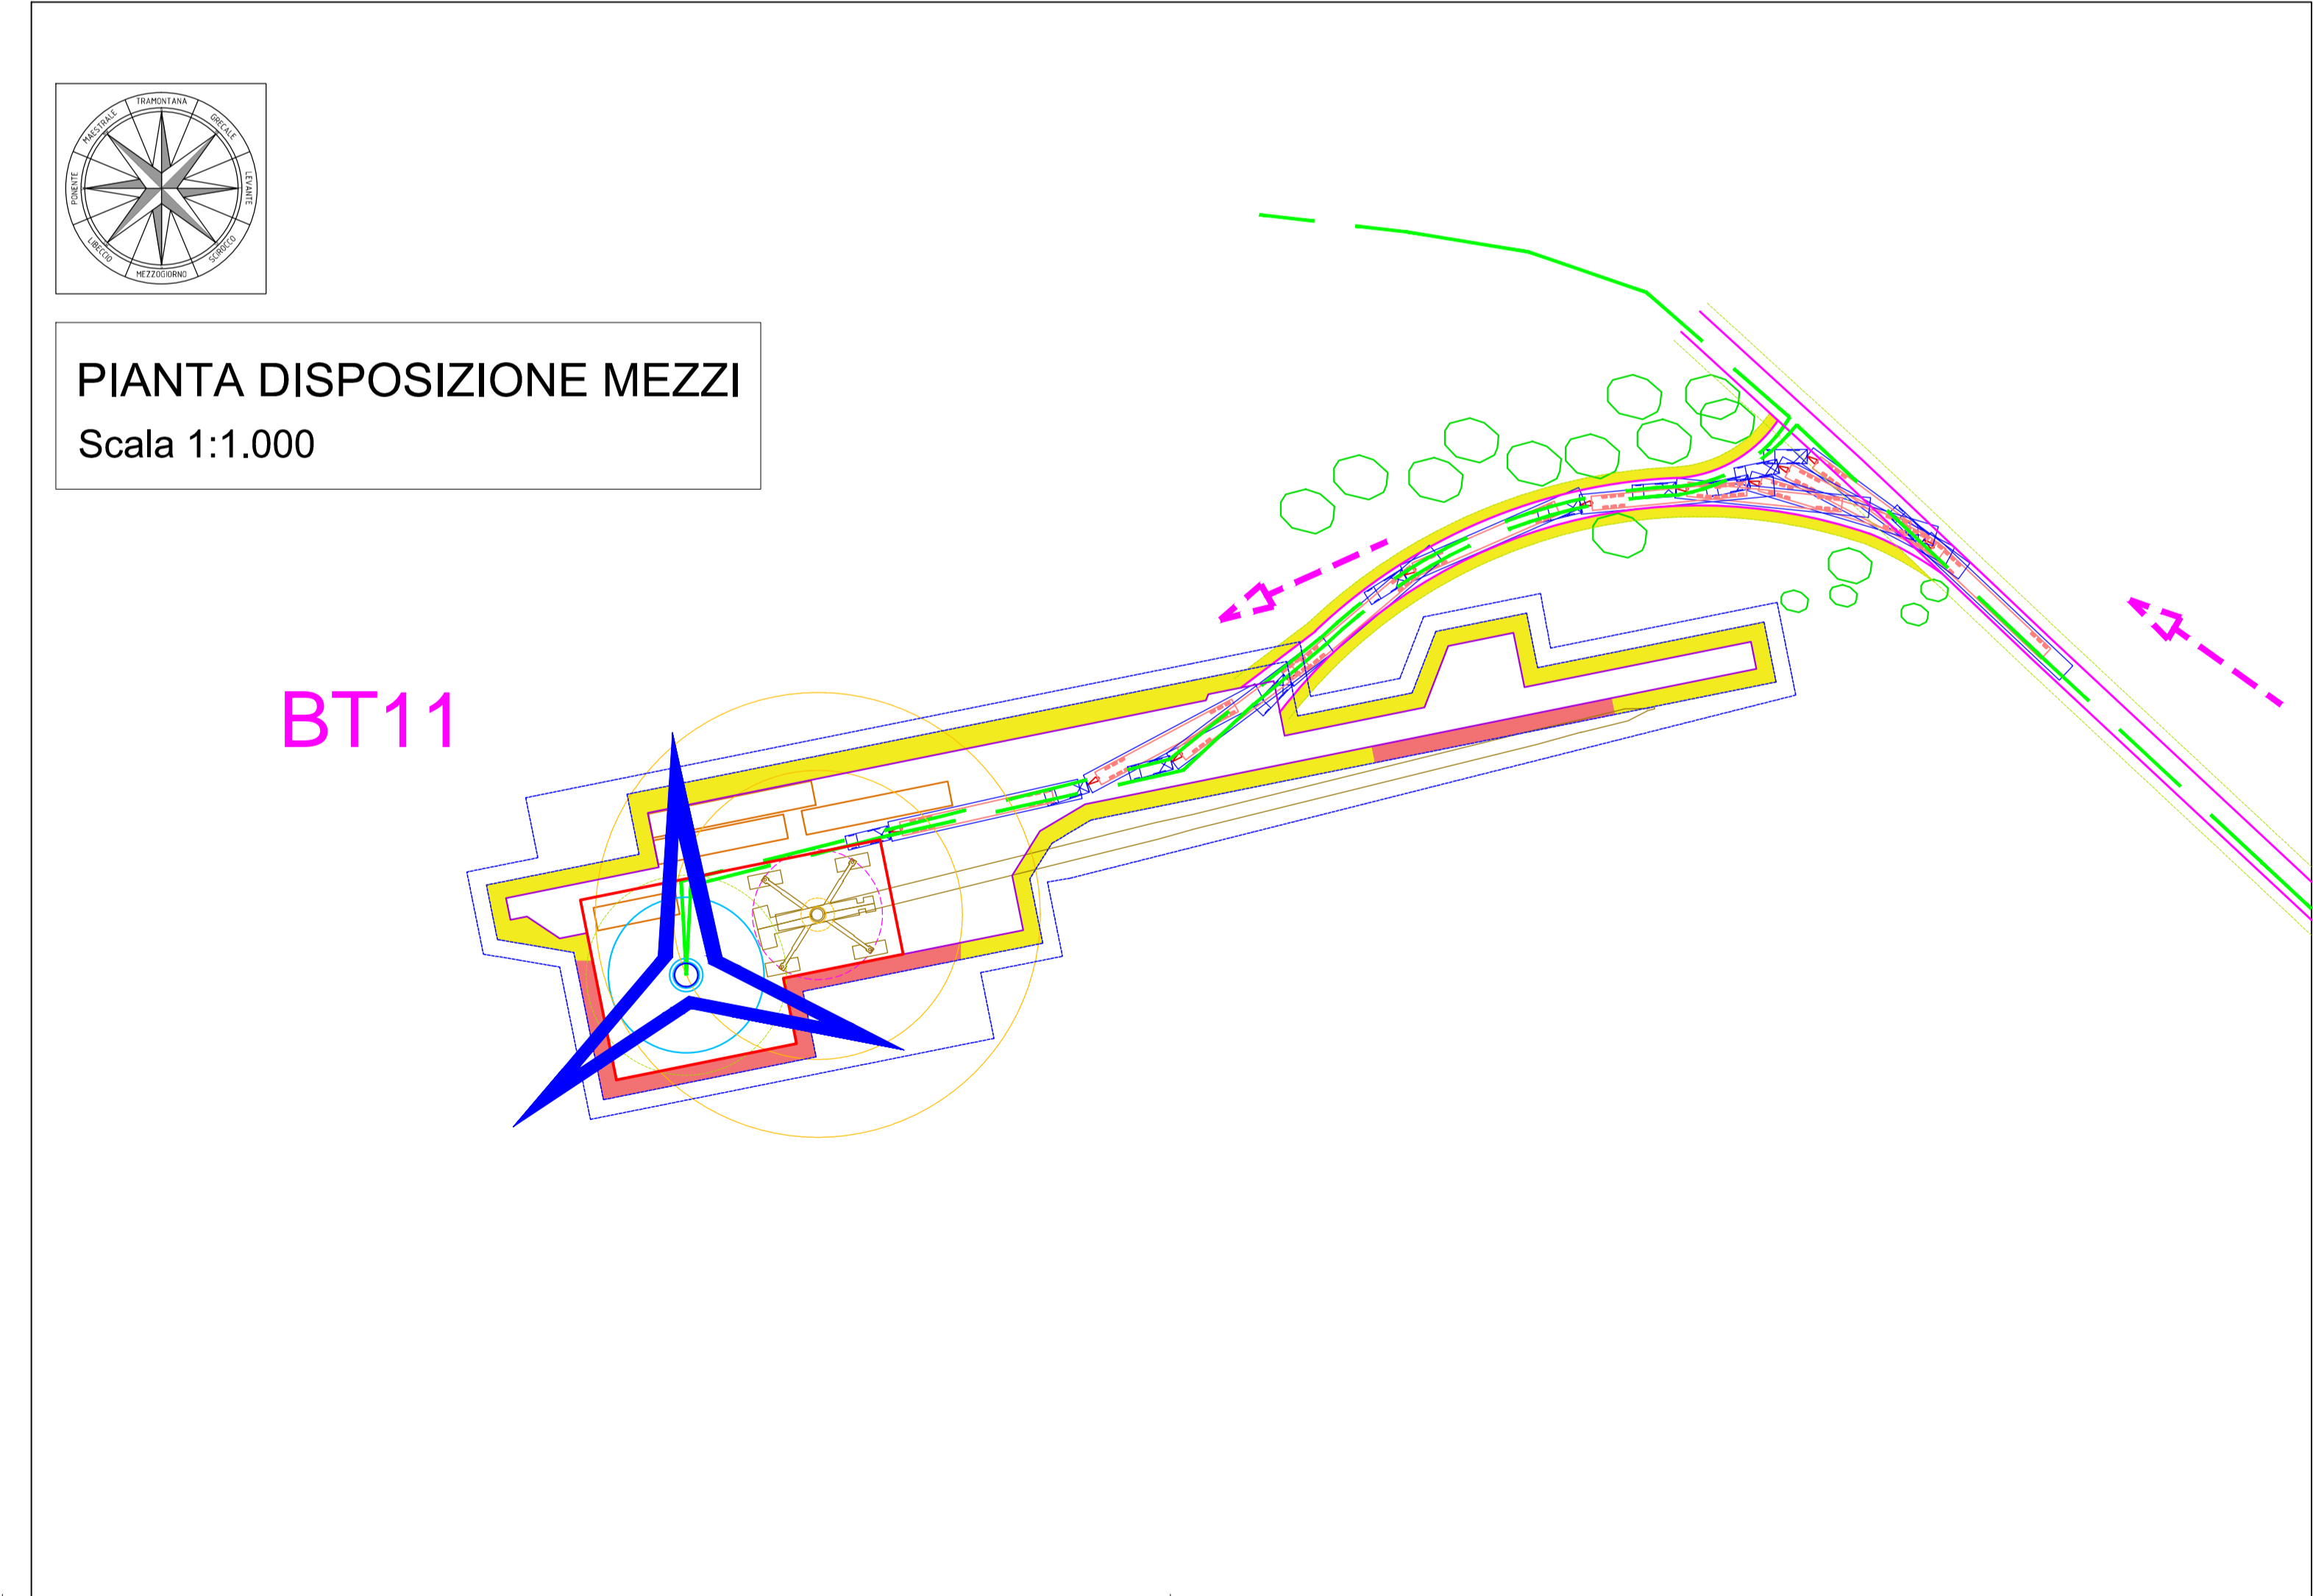 TRAMONTANA
GRECALE
LEVANTE
SCIROCCO
MEZZOGIORNO
LIBECCIO
PONENTE
MAESTRALE
PIANTA DISPOSIZIONE MEZZI
Scala 1:1.000
BT11